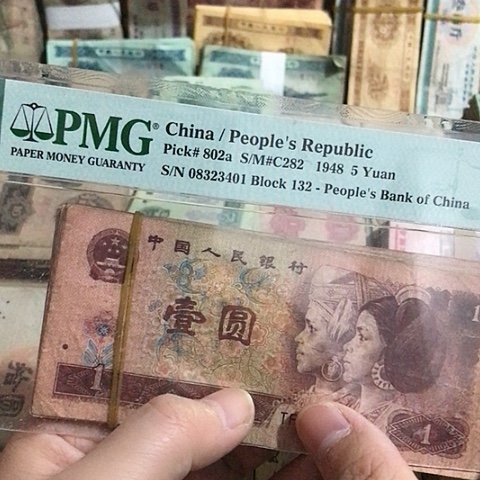 PMG®
PAPER MONEY GUARANTY
China / People's Republic
Pick# 802a S/M#C282 1948 5 Yuan
S/N 08323401 Block 132 - People's Bank of China
中国人民银行
壹圆
1
1
1